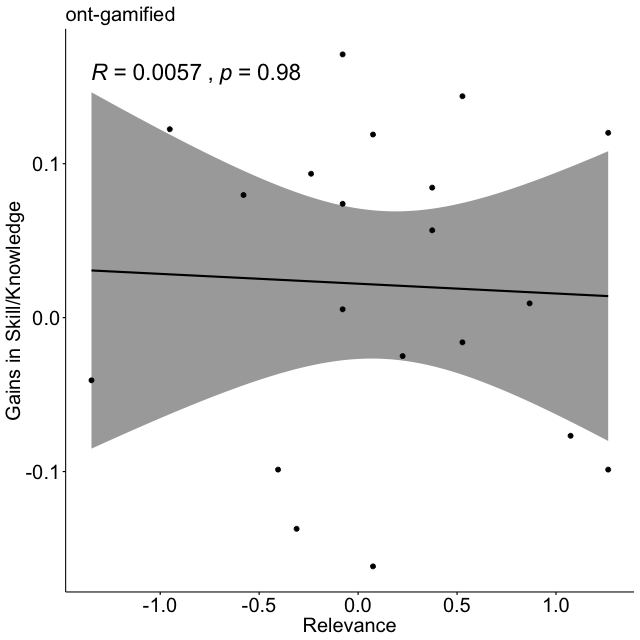 ont-gamified
R = 0.0057 , p = 0.98
Gains in Skill/Knowledge
0.1
0.0
-0.1
-1.0 -0.5 0.0 0.5 1.0
Relevance